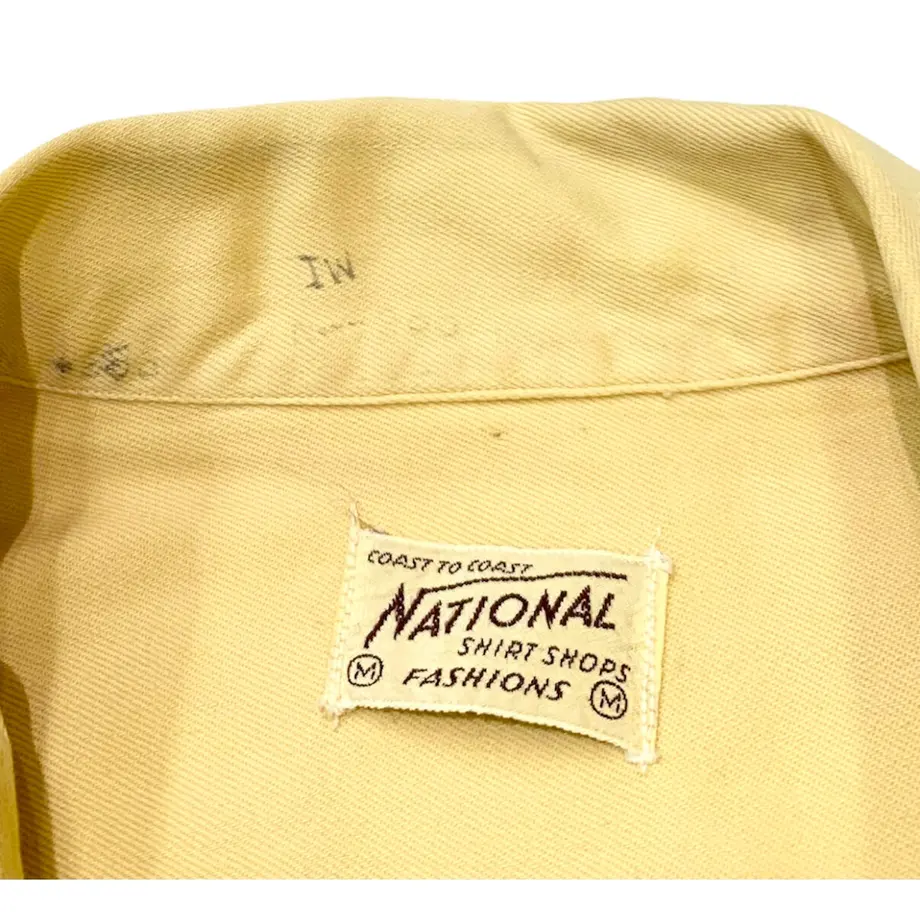 IW
COAST TO COAST
NATIONAL
SHIRT SHOPS
M FASHIONS M